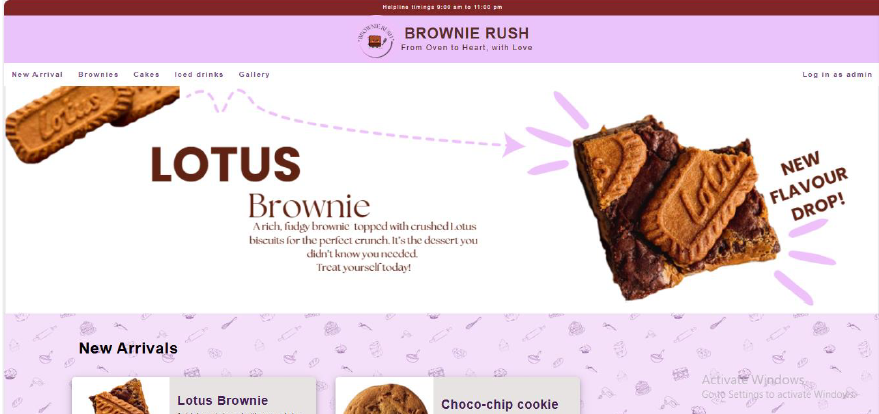 Helpline timings 9:00 am to 11:00 pm
BROWNIE RUSH
BROWNIE RUSH
From Oven to Heart, with Love
New Arrival
Brownies
Cakes
Iced drinks
Gallery
Log in as admin
Lotus
LOTUS
Brownie
A rich, fudgy brownie topped with crushed Lotus
biscuits for the perfect crunch. It's the dessert you
didn't know you needed.
Treat yourself today!
Lotus
NEW
FLAVOUR
DROP!
New Arrivals
Lotus Brownie
Choco-chip cookie
Activate Windows
Go to Settings to activate Windows.